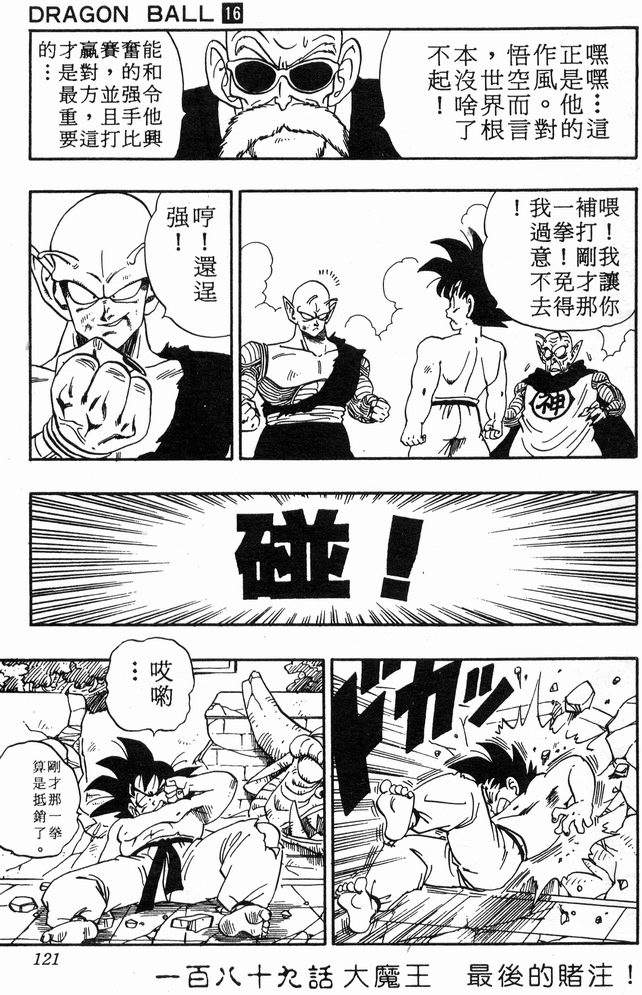 DRAGON BALL 16
嘿嘿…這
正是他的
作風。對
悟空而言
，世界根
本沒啥了
不起！
能和令他興
奮的强手比
賽，並且打
贏對方，這
才是最重要
的…
喂！我讓你
補打剛才那
一拳！免得
我過意不去
！
神
哼！還逞
强！
碰！
ドガッ
哎喲
…
剛才那一拳
算是抵銷了。
121
一百八十九話 大魔王　最後的賭注！